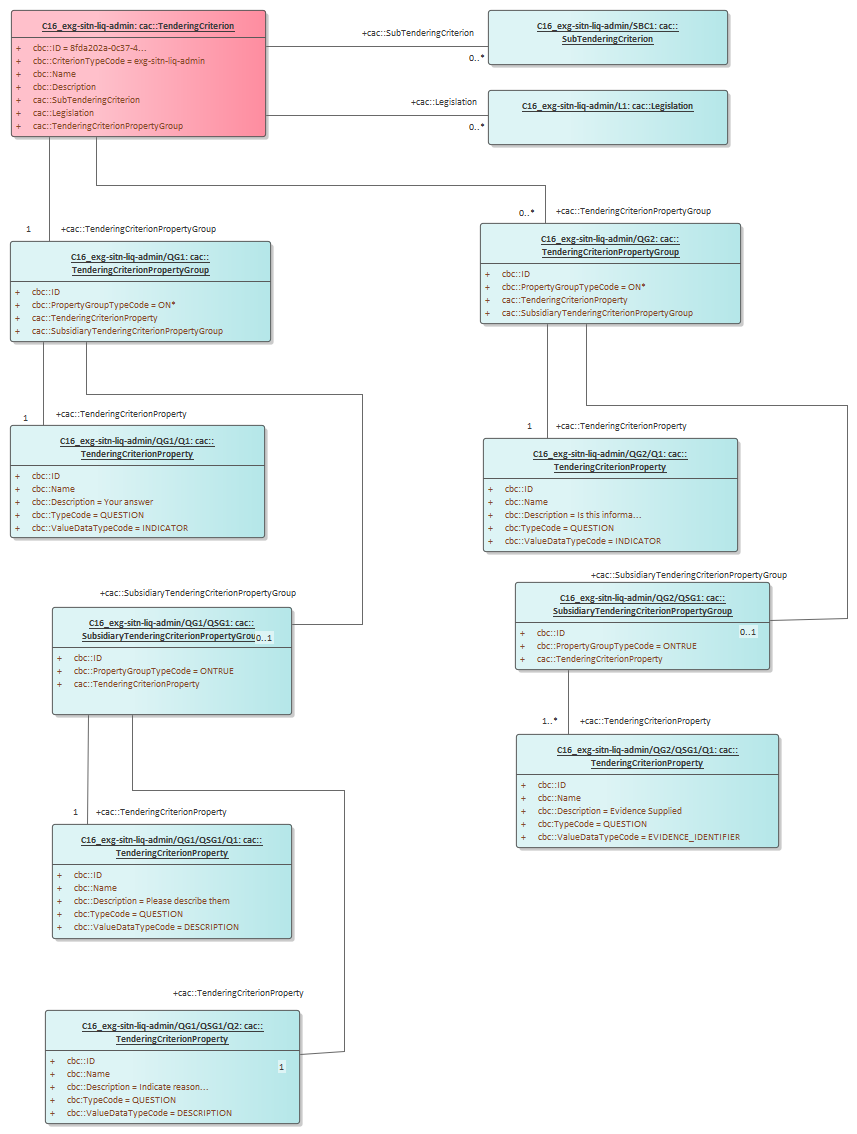 C16_exg-sitn-liq-admin: cac::TenderingCriterion
+ cbc::ID = 8fda202a-0c37-4...
+ cbc::CriterionTypeCode = exg-sitn-liq-admin
+ cbc::Name
+ cbc::Description
+ cac::SubTenderingCriterion
+ cac::Legislation
+ cac::TenderingCriterionPropertyGroup
+cac::SubTenderingCriterion
0..*
C16_exg-sitn-liq-admin/SBC1: cac::
SubTenderingCriterion
+cac::Legislation
0..*
C16_exg-sitn-liq-admin/L1: cac::Legislation
1
+cac::TenderingCriterionPropertyGroup
0..*
+cac::TenderingCriterionPropertyGroup
C16_exg-sitn-liq-admin/QG1: cac::
TenderingCriterionPropertyGroup
+ cbc::ID
+ cbc::PropertyGroupTypeCode = ON*
+ cac::TenderingCriterionProperty
+ cac::SubsidiaryTenderingCriterionPropertyGroup
C16_exg-sitn-liq-admin/QG2: cac::
TenderingCriterionPropertyGroup
+ cbc::ID
+ cbc::PropertyGroupTypeCode = ON*
+ cac::TenderingCriterionProperty
+ cac::SubsidiaryTenderingCriterionPropertyGroup
1
+cac::TenderingCriterionProperty
1
+cac::TenderingCriterionProperty
C16_exg-sitn-liq-admin/QG1/Q1: cac::
TenderingCriterionProperty
+ cbc::ID
+ cbc::Name
+ cbc::Description = Your answer
+ cbc::TypeCode = QUESTION
+ cbc::ValueDataTypeCode = INDICATOR
C16_exg-sitn-liq-admin/QG2/Q1: cac::
TenderingCriterionProperty
+ cbc::ID
+ cbc::Name
+ cbc::Description = Is this informa...
+ cbc:TypeCode = QUESTION
+ cbc::ValueDataTypeCode = INDICATOR
+cac::SubsidiaryTenderingCriterionPropertyGroup
+cac::SubsidiaryTenderingCriterionPropertyGroup
C16_exg-sitn-liq-admin/QG1/QSG1: cac::
SubsidiaryTenderingCriterionPropertyGrou
0..1
+ cbc::ID
+ cbc::PropertyGroupTypeCode = ONTRUE
+ cac::TenderingCriterionProperty
C16_exg-sitn-liq-admin/QG2/QSG1: cac::
SubsidiaryTenderingCriterionPropertyGroup
0..1
+ cbc::ID
+ cbc::PropertyGroupTypeCode = ONTRUE
+ cac::TenderingCriterionProperty
1..*
+cac::TenderingCriterionProperty
C16_exg-sitn-liq-admin/QG2/QSG1/Q1: cac::
TenderingCriterionProperty
+ cbc::ID
+ cbc::Name
+ cbc::Description = Evidence Supplied
+ cbc:TypeCode = QUESTION
+ cbc::ValueDataTypeCode = EVIDENCE_IDENTIFIER
1
+cac::TenderingCriterionProperty
C16_exg-sitn-liq-admin/QG1/QSG1/Q1: cac::
TenderingCriterionProperty
+ cbc::ID
+ cbc::Name
+ cbc::Description = Please describe them
+ cbc:TypeCode = QUESTION
+ cbc::ValueDataTypeCode = DESCRIPTION
+cac::TenderingCriterionProperty
C16_exg-sitn-liq-admin/QG1/QSG1/Q2: cac::
TenderingCriterionProperty
1
+ cbc::ID
+ cbc::Name
+ cbc::Description = Indicate reason...
+ cbc:TypeCode = QUESTION
+ cbc::ValueDataTypeCode = DESCRIPTION